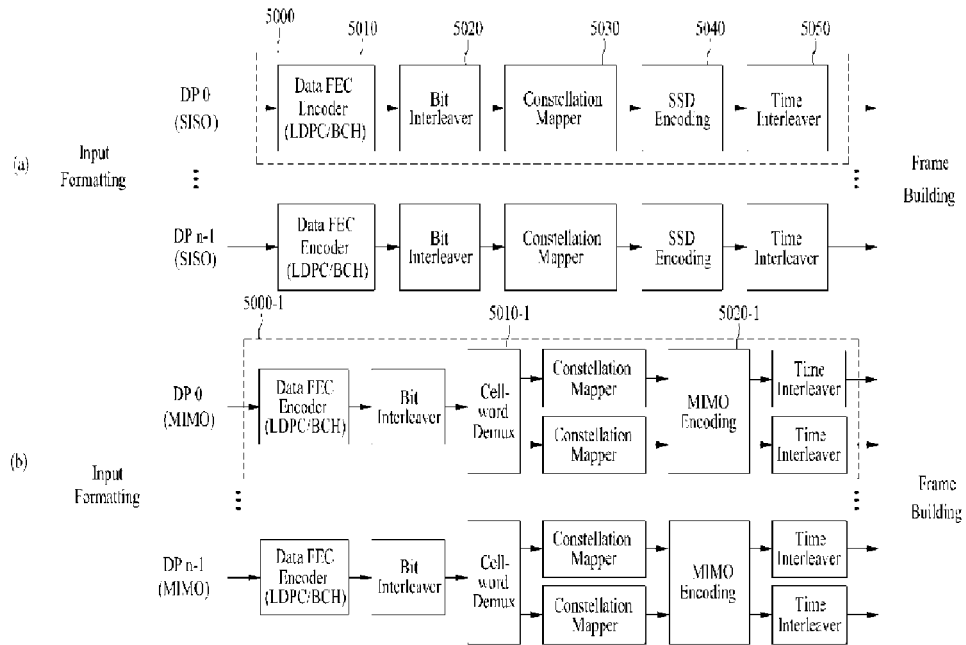 5000
5010
5020
5030
5040
5050
(a)
Input
Formatting
DP 0
(SISO)
Data FEC
Encoder
(LDPC/BCH)
Bit
Interleaver
Constellation
Mapper
SSD
Encoding
Time
Interleaver
Frame
Building
DP n-1
(SISO)
Data FEC
Encoder
(LDPC/BCH)
Bit
Interleaver
Constellation
Mapper
SSD
Encoding
Time
Interleaver
5000-1
5010-1
5020-1
(b)
Input
Formatting
DP 0
(MIMO)
Data FEC
Encoder
(LDPC/BCH)
Bit
Interleaver
Cell-
word
Demux
Constellation
Mapper
Constellation
Mapper
MIMO
Encoding
Time
Interleaver
Time
Interleaver
Frame
Building
DP n-1
(MIMO)
Data FEC
Encoder
(LDPC/BCH)
Bit
Interleaver
Cell-
word
Demux
Constellation
Mapper
Constellation
Mapper
MIMO
Encoding
Time
Interleaver
Time
Interleaver